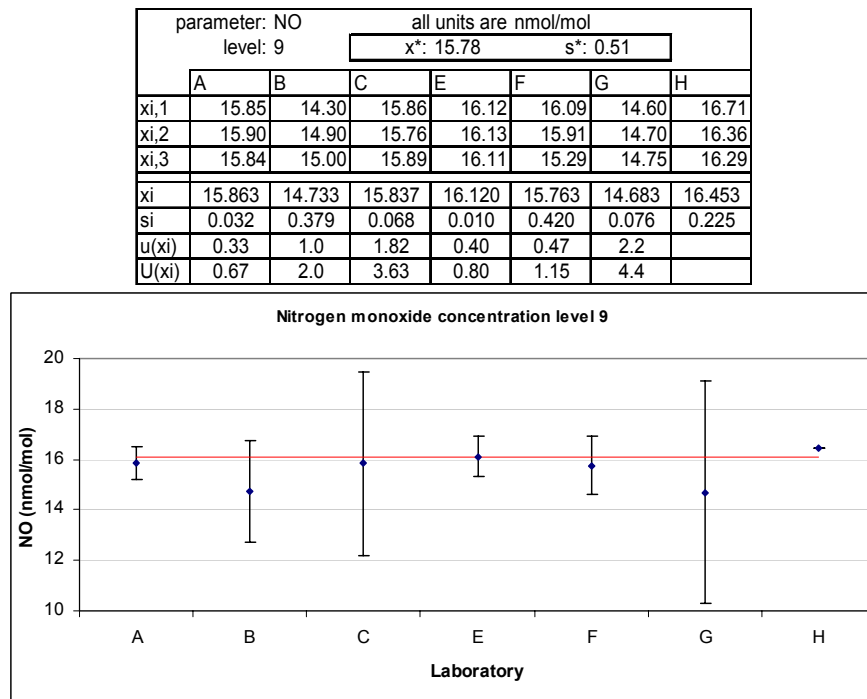 parameter: NO all units are nmol/mol
level: 9 x*: 15.78 s*: 0.51
A B C E F G H
xi,1 15.85 14.30 15.86 16.12 16.09 14.60 16.71
xi,2 15.90 14.90 15.76 16.13 15.91 14.70 16.36
xi,3 15.84 15.00 15.89 16.11 15.29 14.75 16.29
xi 15.863 14.733 15.837 16.120 15.763 14.683 16.453
si 0.032 0.379 0.068 0.010 0.420 0.076 0.225
u(xi) 0.33 1.0 1.82 0.40 0.47 2.2
U(xi) 0.67 2.0 3.63 0.80 1.15 4.4
Nitrogen monoxide concentration level 9
NO (nmol/mol)
20
18
16
14
12
10
A B C E F G H
Laboratory